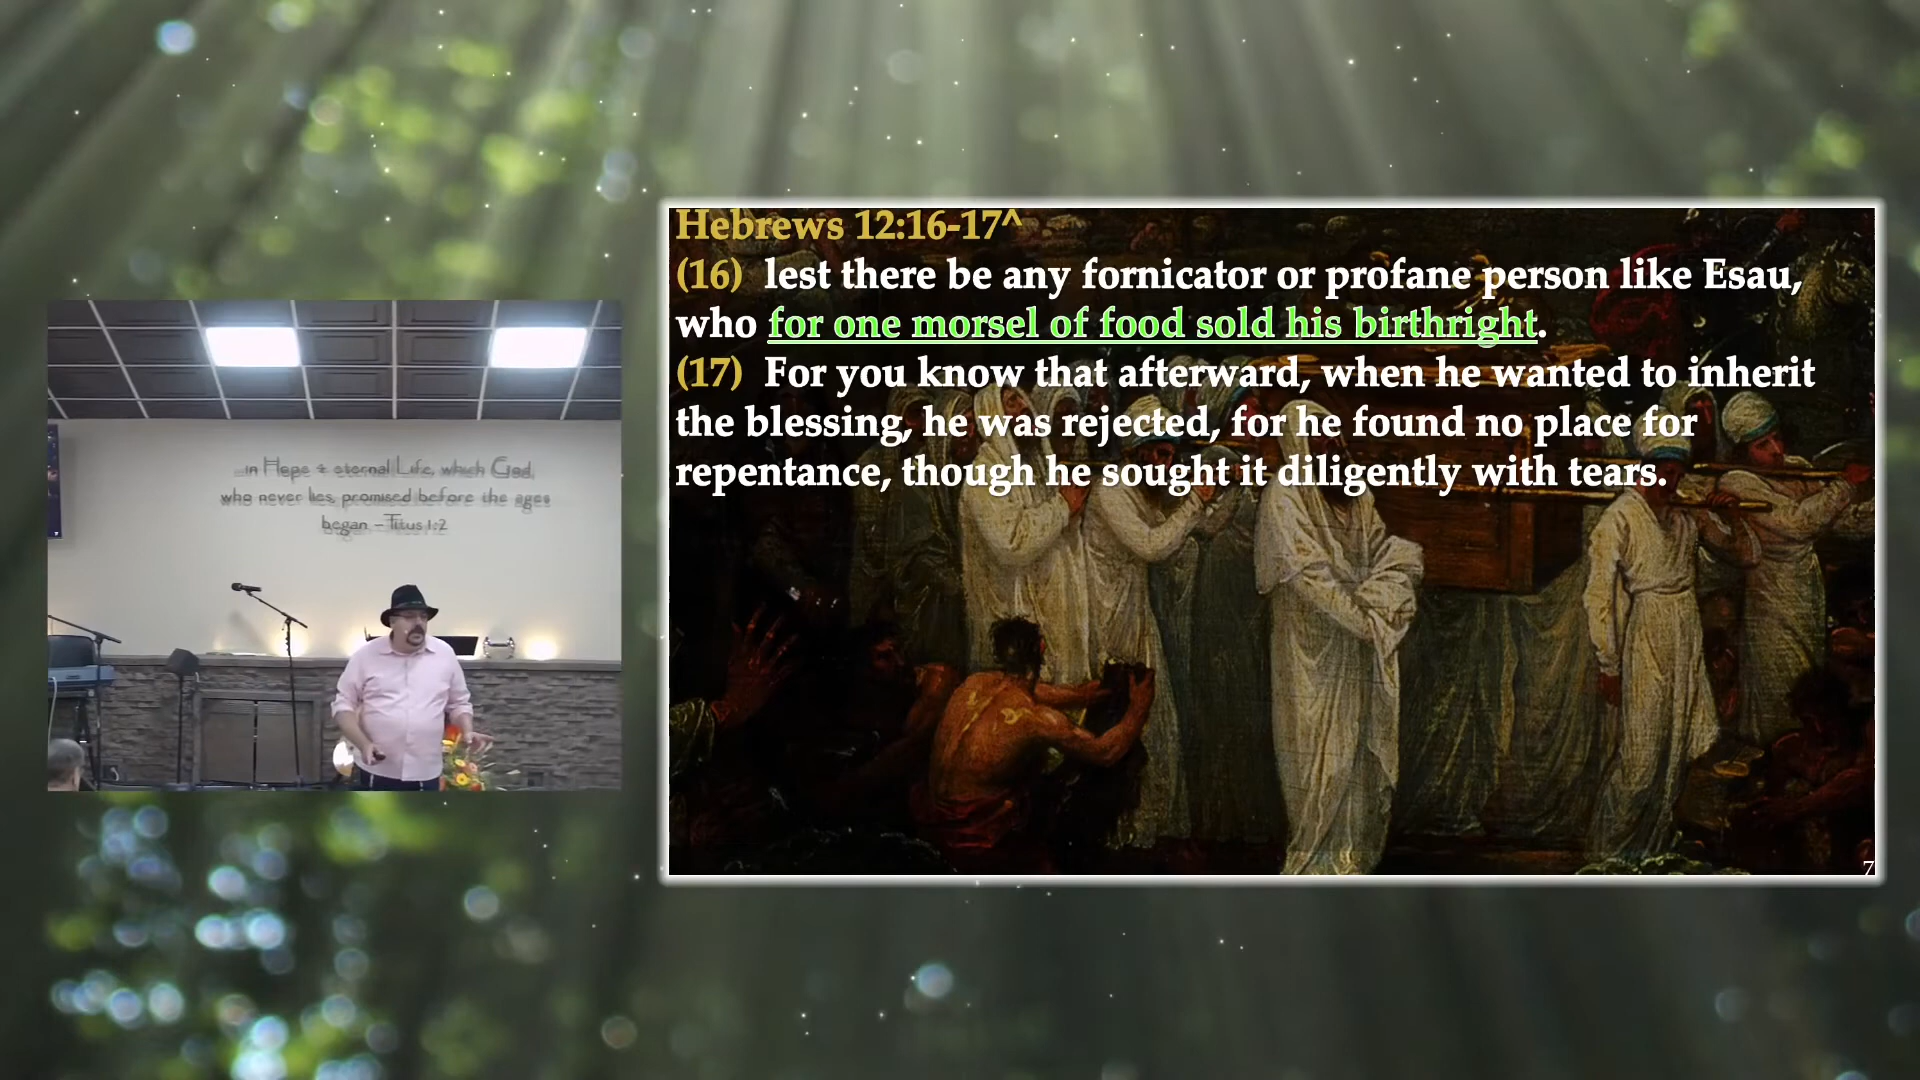 in Hope of eternal Life, which God,
who never lies, promised before the ages
began - Titus 1:2
Hebrews 12:16-17^
(16) lest there be any fornicator or profane person like Esau,
who for one morsel of food sold his birthright.
(17) For you know that afterward, when he wanted to inherit
the blessing, he was rejected, for he found no place for
repentance, though he sought it diligently with tears.
7